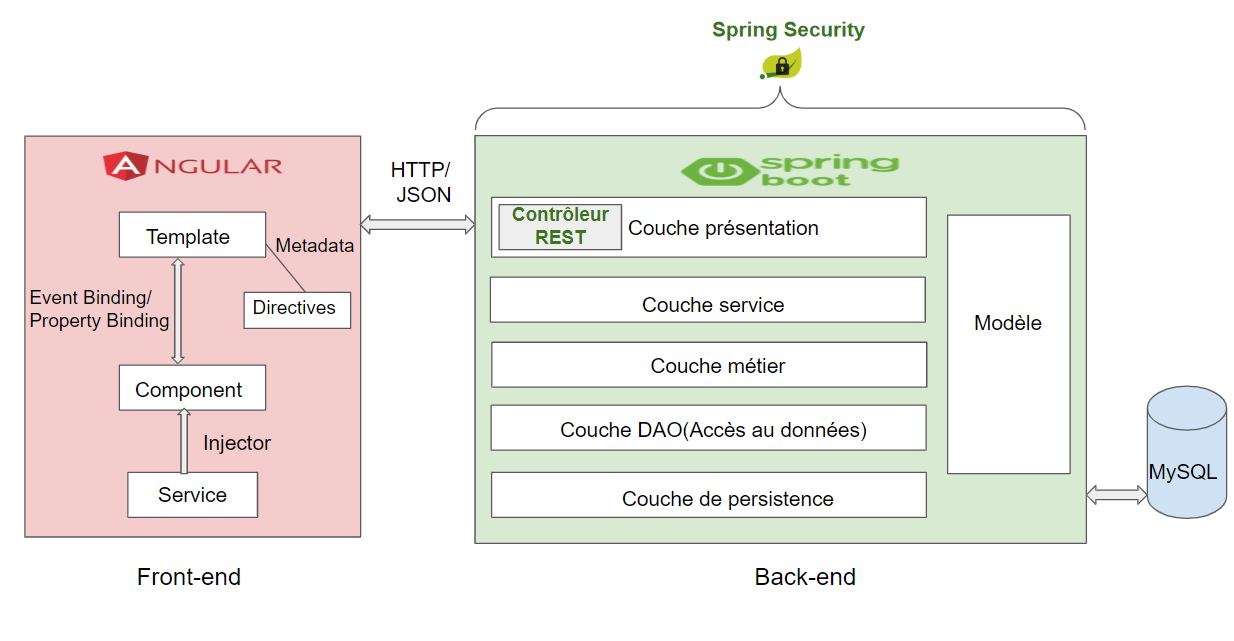 Spring Security
ANGULAR
HTTP/
JSON
spring
boot
Template
Metadata
Directives
Event Binding/
Property Binding
Component
Injector
Service
Contrôleur
REST
Couche présentation
Couche service
Couche métier
Couche DAO(Accès au données)
Couche de persistence
Modèle
MySQL
Front-end
Back-end